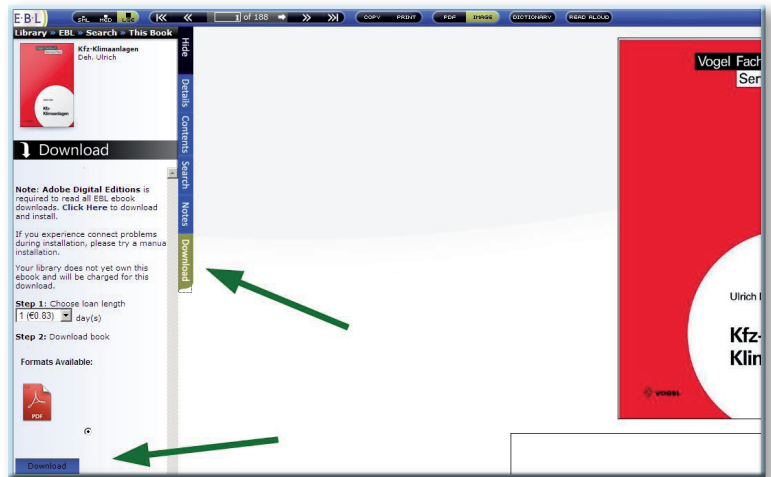 E·B·L
SML MED LGE
1 of 188
COPY PRINT
PDF IMAGE
DICTIONARY
READ ALOUD
Library » EBL » Search » This Book
Kfz-Klimaanlagen
Deh, Ulrich
Kfz-
Klimaanlagen
Download
Note: Adobe Digital Editions is
required to read all EBL ebook
downloads. Click Here to download
and install.
If you experience connect problems
during installation, please try a manua
installation.
Your library does not yet own this
ebook and will be charged for this
download.
Step 1: Choose loan length
1 (€0.83) day(s)
Step 2: Download book
Formats Available:
PDF
Download
Hide
Details
Contents
Search
Notes
Download
Vogel Fach
Ser
Ulrich
Kfz-
Klin
VOGEL